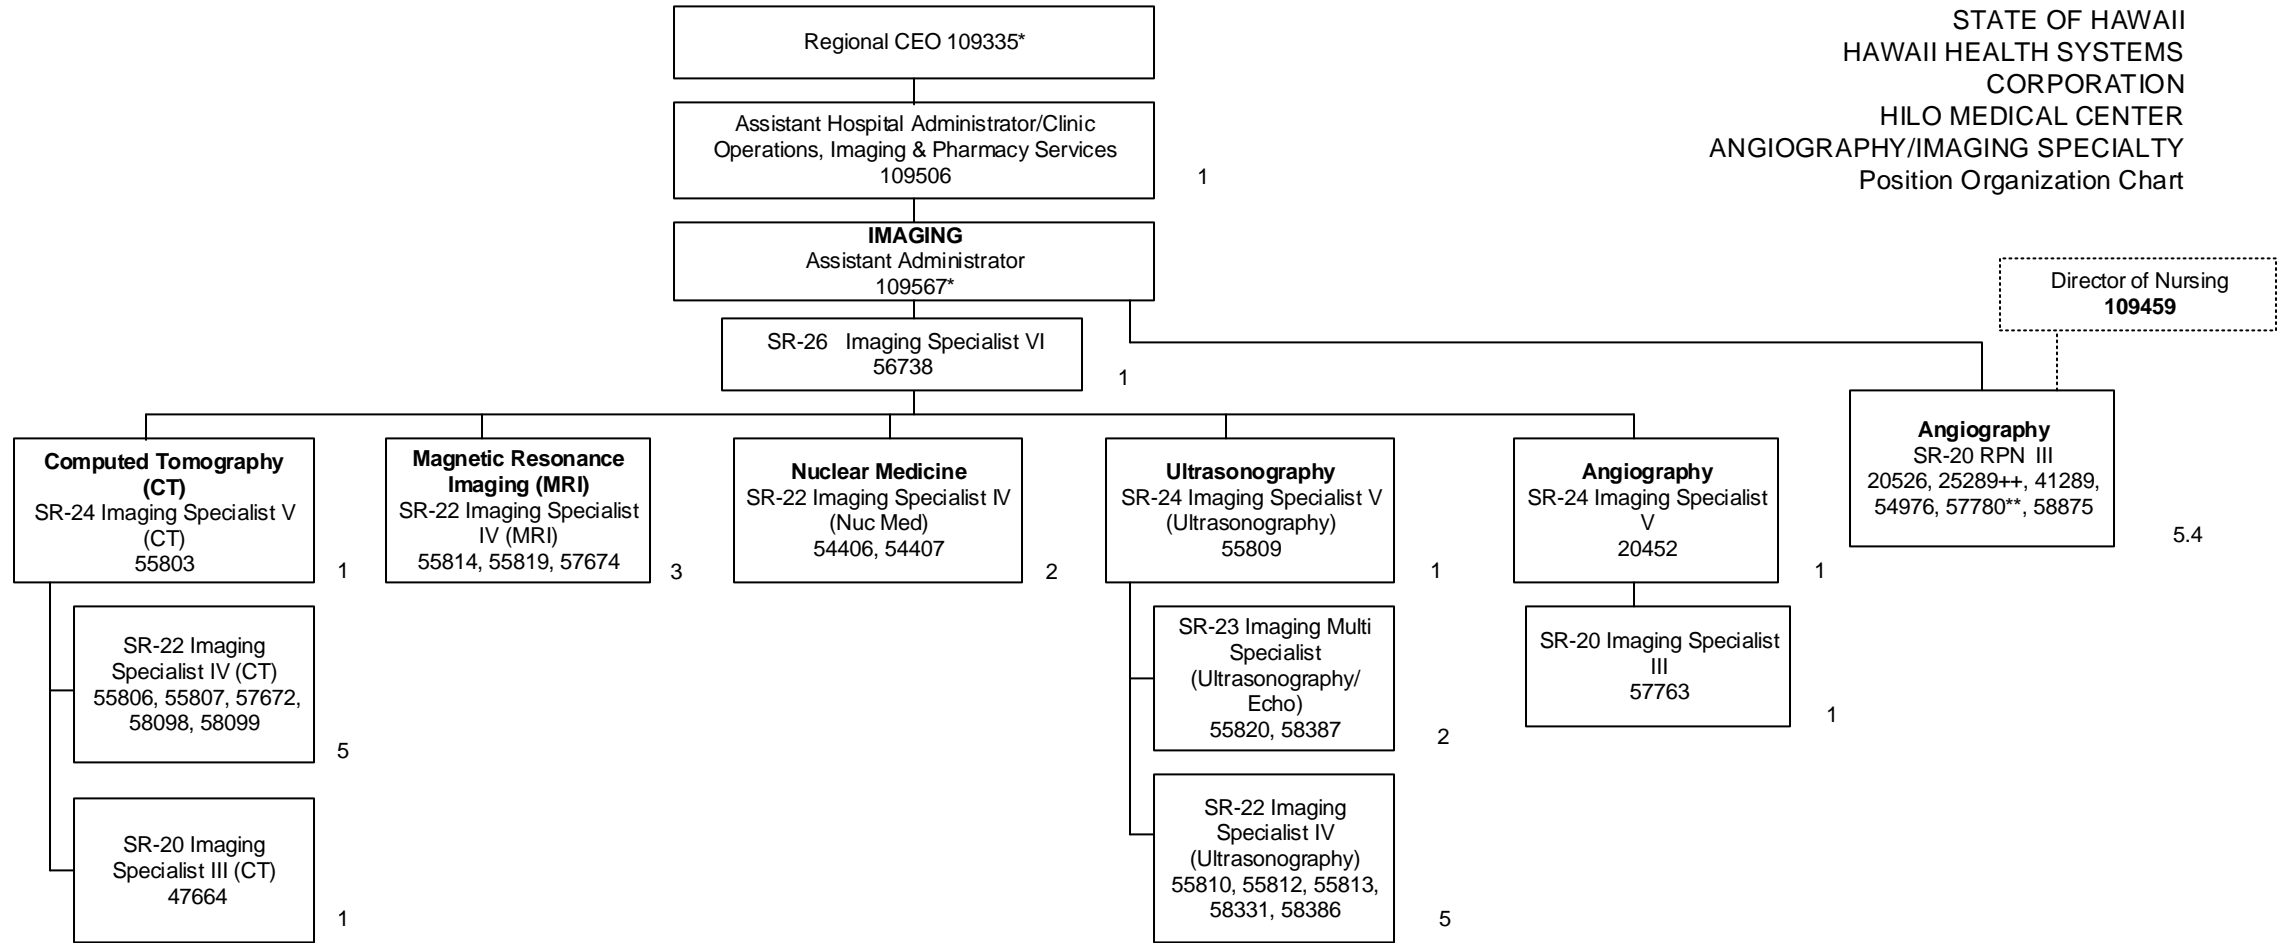 STATE OF HAWAII
HAWAII HEALTH SYSTEMS
CORPORATION
HILO MEDICAL CENTER
ANGIOGRAPHY/IMAGING SPECIALTY
Position Organization Chart
Regional CEO 109335*
Assistant Hospital Administrator/Clinic
Operations, Imaging & Pharmacy Services
109506
1
IMAGING
Assistant Administrator
109567*
Director of Nursing
109459
SR-26 Imaging Specialist VI
56738
1
Computed Tomography
(CT)
SR-24 Imaging Specialist V
(CT)
55803
1
SR-22 Imaging
Specialist IV (CT)
55806, 55807, 57672,
58098, 58099
5
SR-20 Imaging
Specialist III (CT)
47664
1
Magnetic Resonance
Imaging (MRI)
SR-22 Imaging Specialist
IV (MRI)
55814, 55819, 57674
3
Nuclear Medicine
SR-22 Imaging Specialist IV
(Nuc Med)
54406, 54407
2
Ultrasonography
SR-24 Imaging Specialist V
(Ultrasonography)
55809
1
SR-23 Imaging Multi
Specialist
(Ultrasonography/
Echo)
55820, 58387
2
SR-22 Imaging
Specialist IV
(Ultrasonography)
55810, 55812, 55813,
58331, 58386
5
Angiography
SR-24 Imaging Specialist
V
20452
1
SR-20 Imaging Specialist
III
57763
1
Angiography
SR-20 RPN III
20526, 25289++, 41289,
54976, 57780**, 58875
5.4